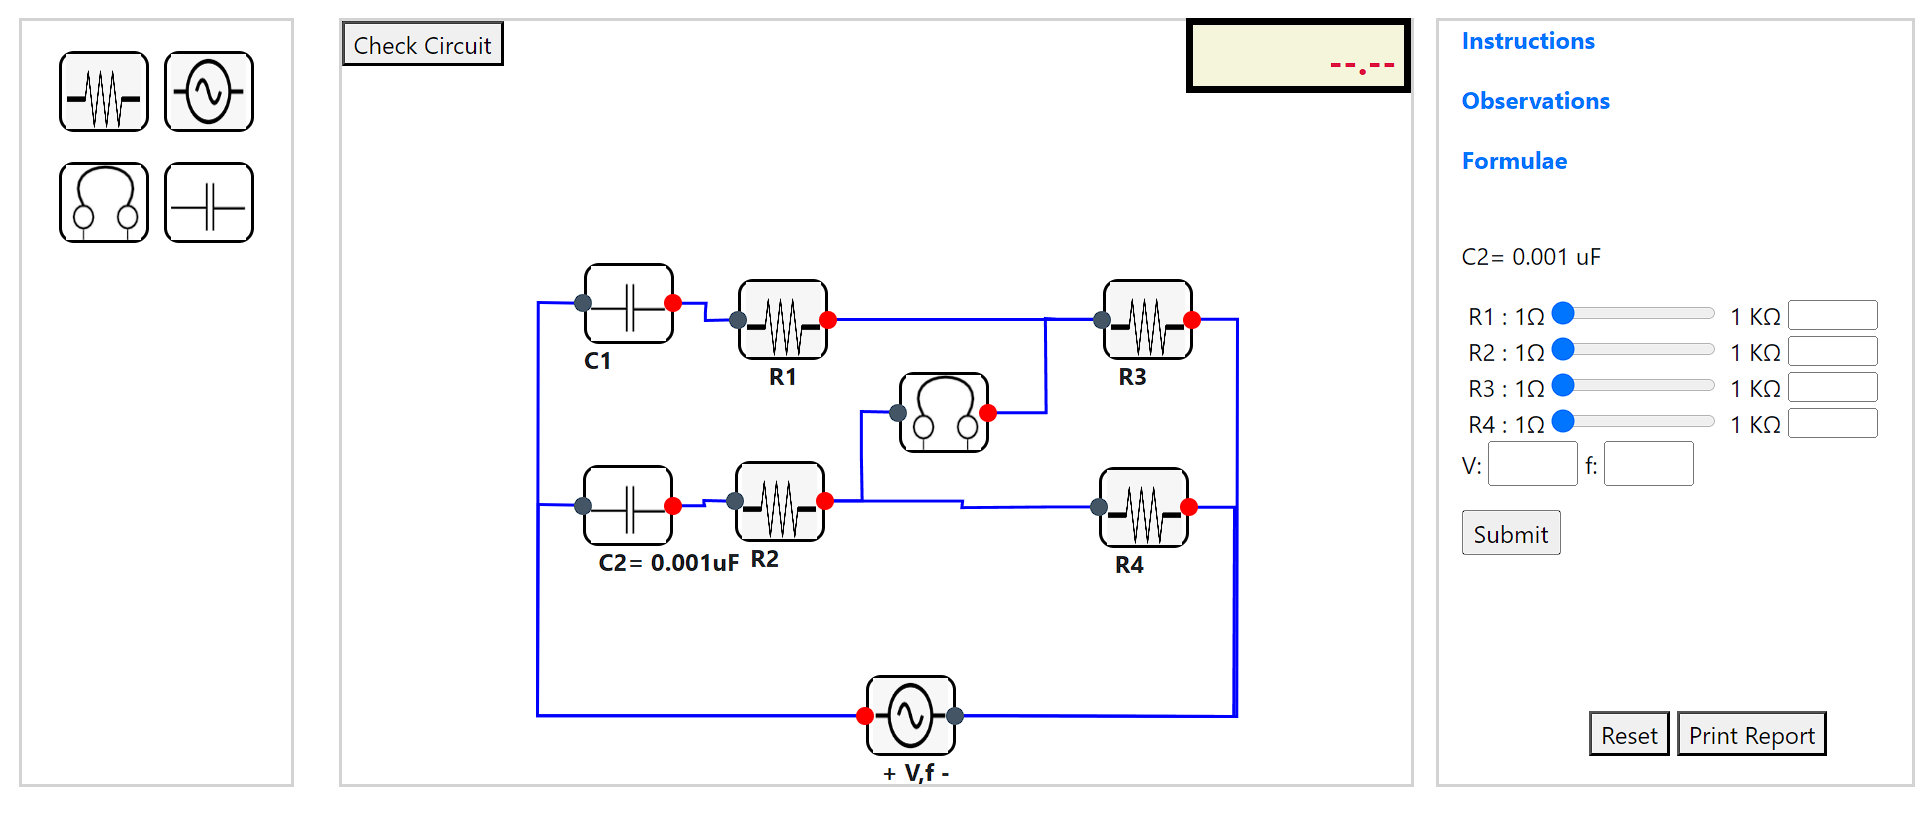 Check Circuit
--.--
Instructions
Observations
Formulae
C2= 0.001 uF
R1 : 1Ω 1 KΩ
R2 : 1Ω 1 KΩ
R3 : 1Ω 1 KΩ
R4 : 1Ω 1 KΩ
V: f:
Submit
Reset Print Report
C1
R1
R3
C2= 0.001uF
R2
R4
+ V,f -